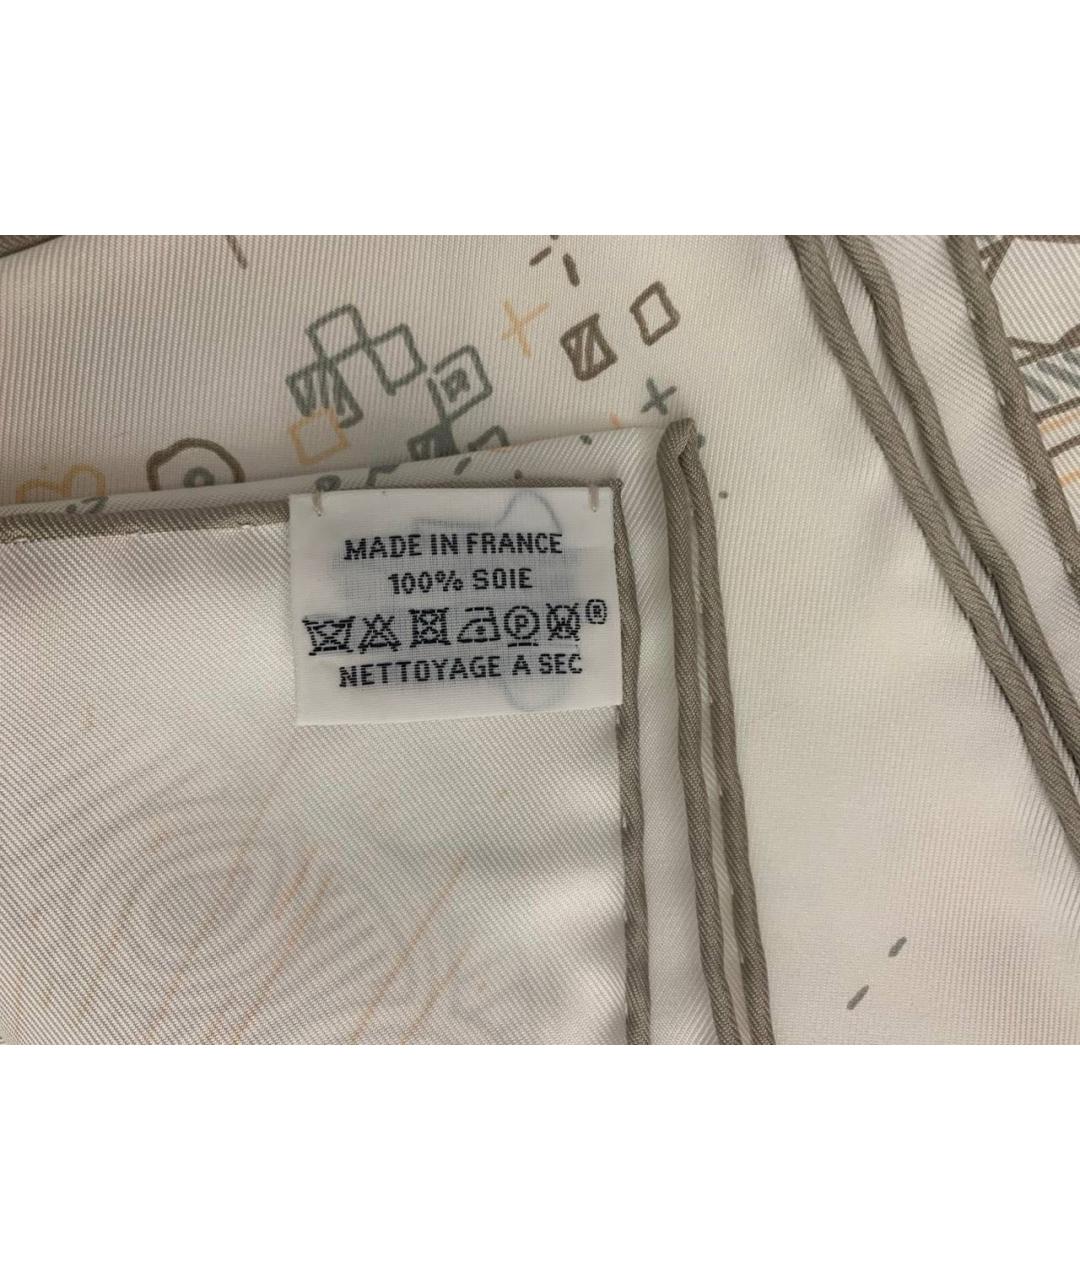 MADE IN FRANCE
100% SOIE
P W ®
NETTOYAGE A SEC